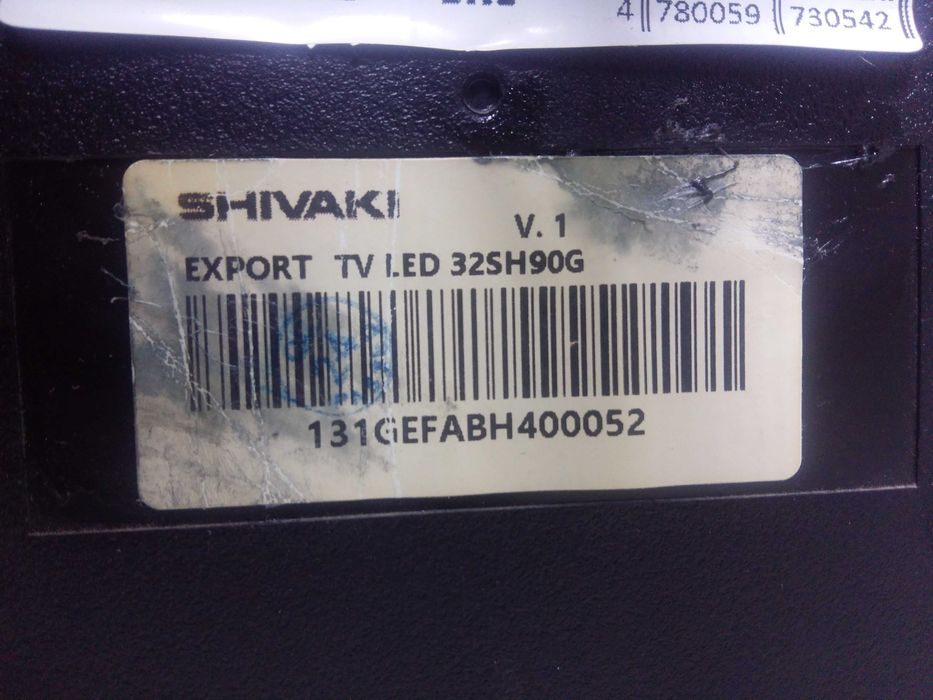 4 780059 730542
SHIVAKI
V. 1
EXPORT TV LED 32SH90G
131GEFABH400052